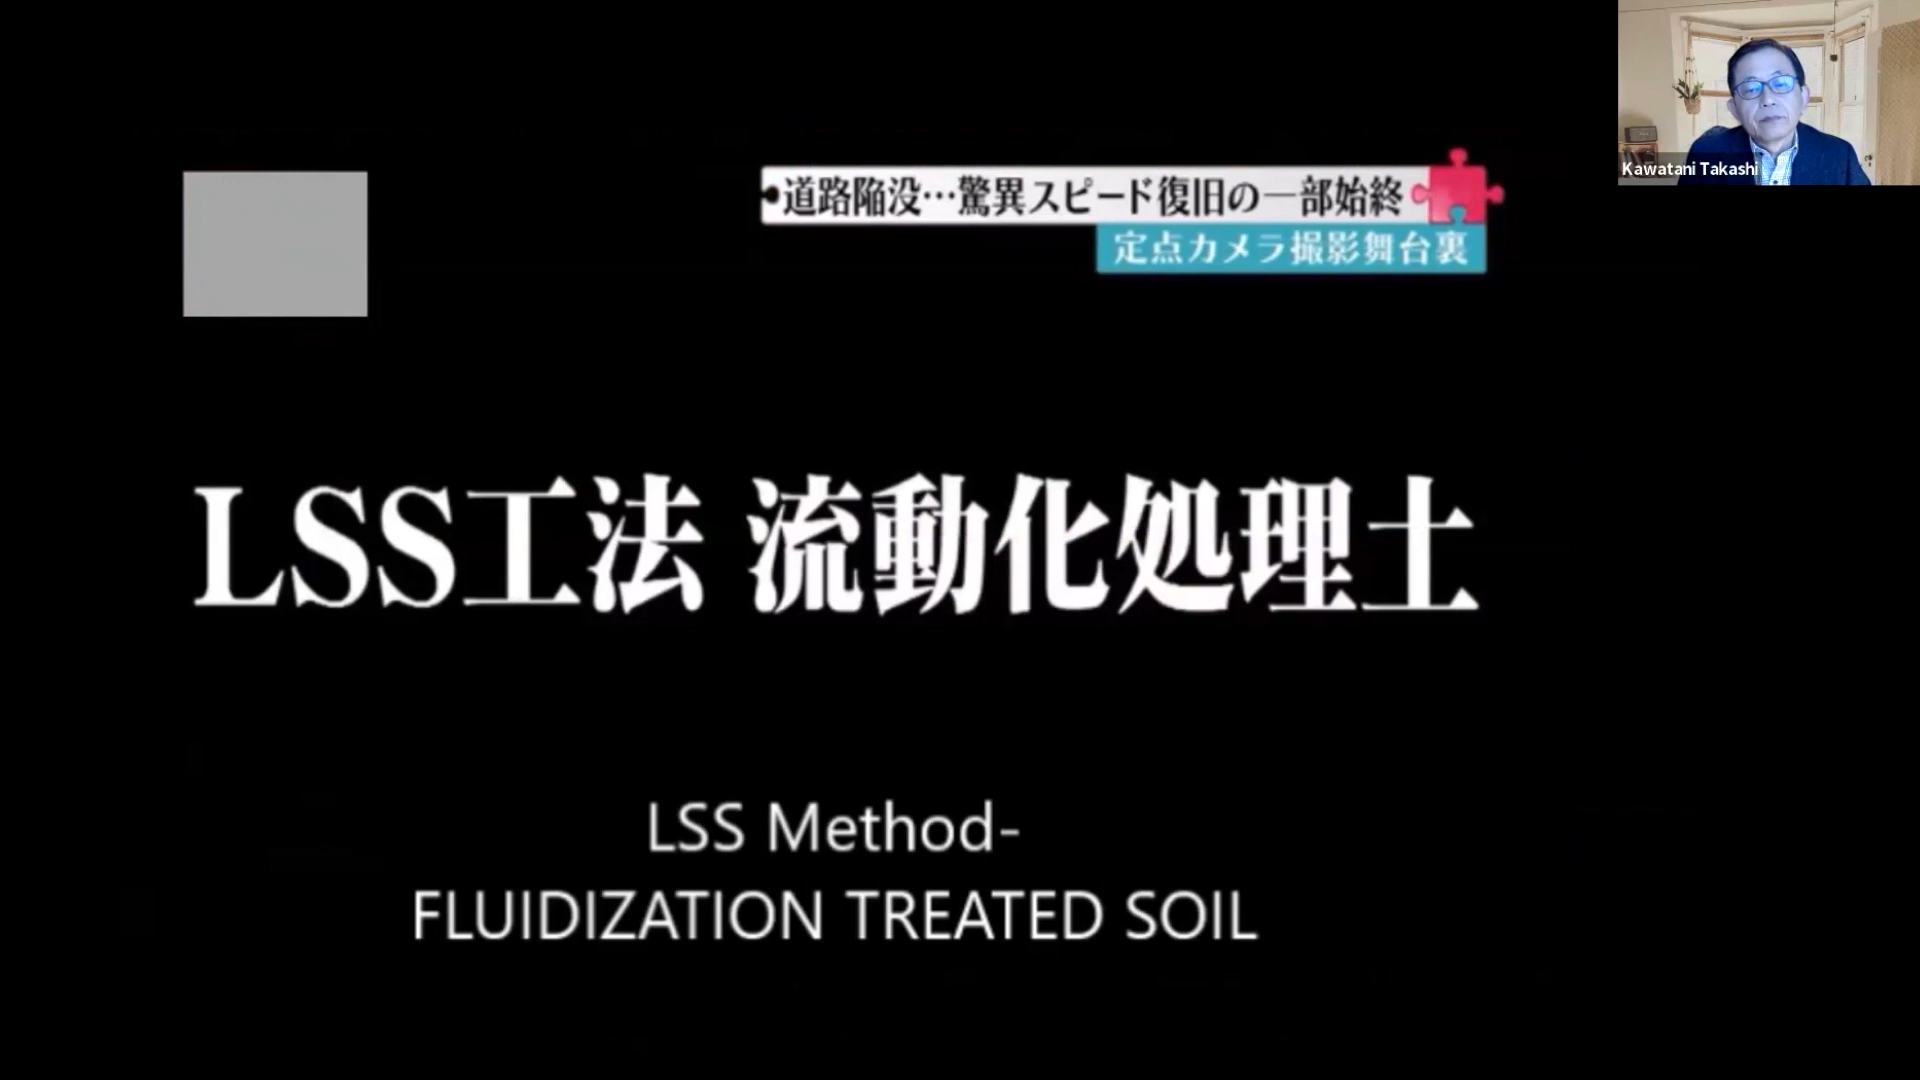 道路陥没…驚異スピード復旧の一部始終
定点カメラ撮影舞台裏
Kawatani Takashi
LSS工法 流動化処理土
LSS Method-
FLUIDIZATION TREATED SOIL